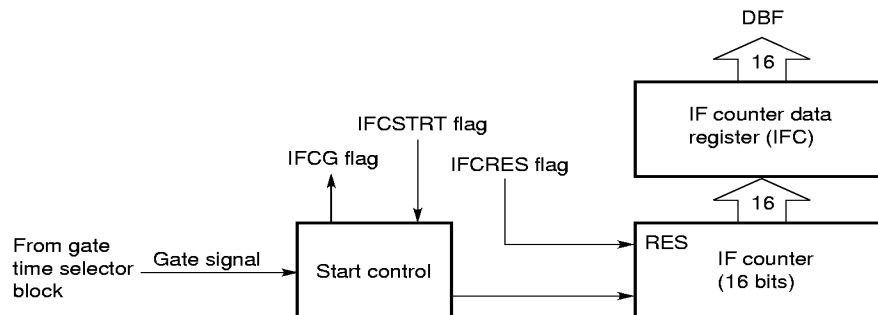 DBF
16
IF counter data
register (IFC)
IFCSTRT flag
IFCG flag
IFCRES flag
16
RES
From gate
time selector
block
Gate signal
Start control
IF counter
(16 bits)